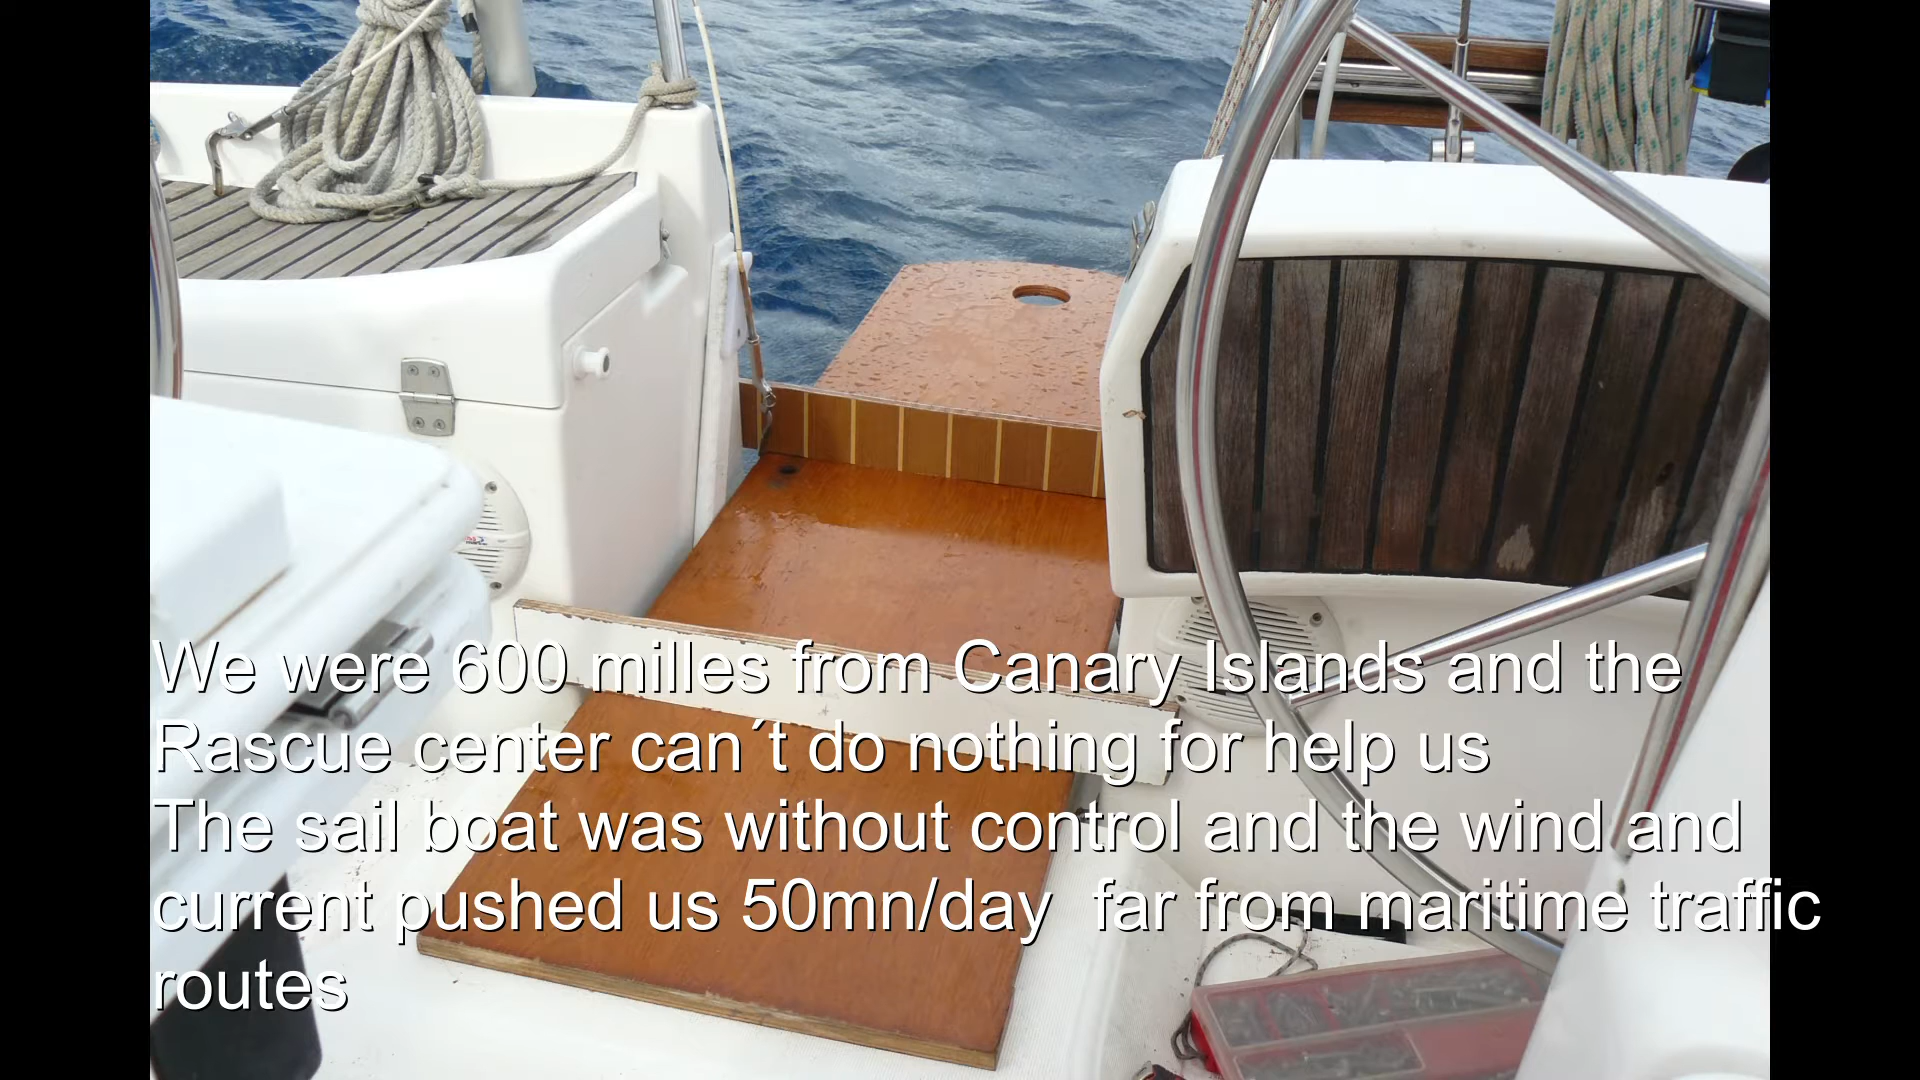 We were 600 milles from Canary Islands and the
Rascue center can´t do nothing for help us
The sail boat was without control and the wind and
current pushed us 50mn/day  far from maritime traffic
routes